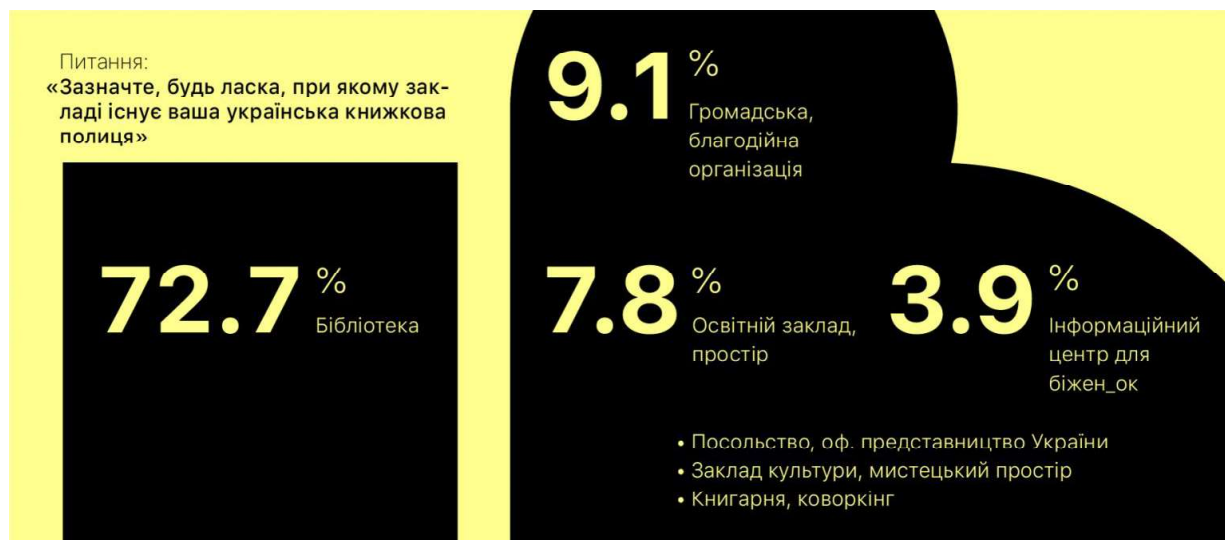 Питання:
«Зазначте, будь ласка, при якому зак-
ладі існує ваша українська книжкова
полиця»
72.7 %
Бібліотека
9.1 %
Громадська,
благодійна
організація
7.8 %
Освітній заклад,
простір
3.9 %
Інформаційний
центр для
біжен_ок
• Посольство, оф. представництво України
• Заклад культури, мистецький простір
• Книгарня, коворкінг